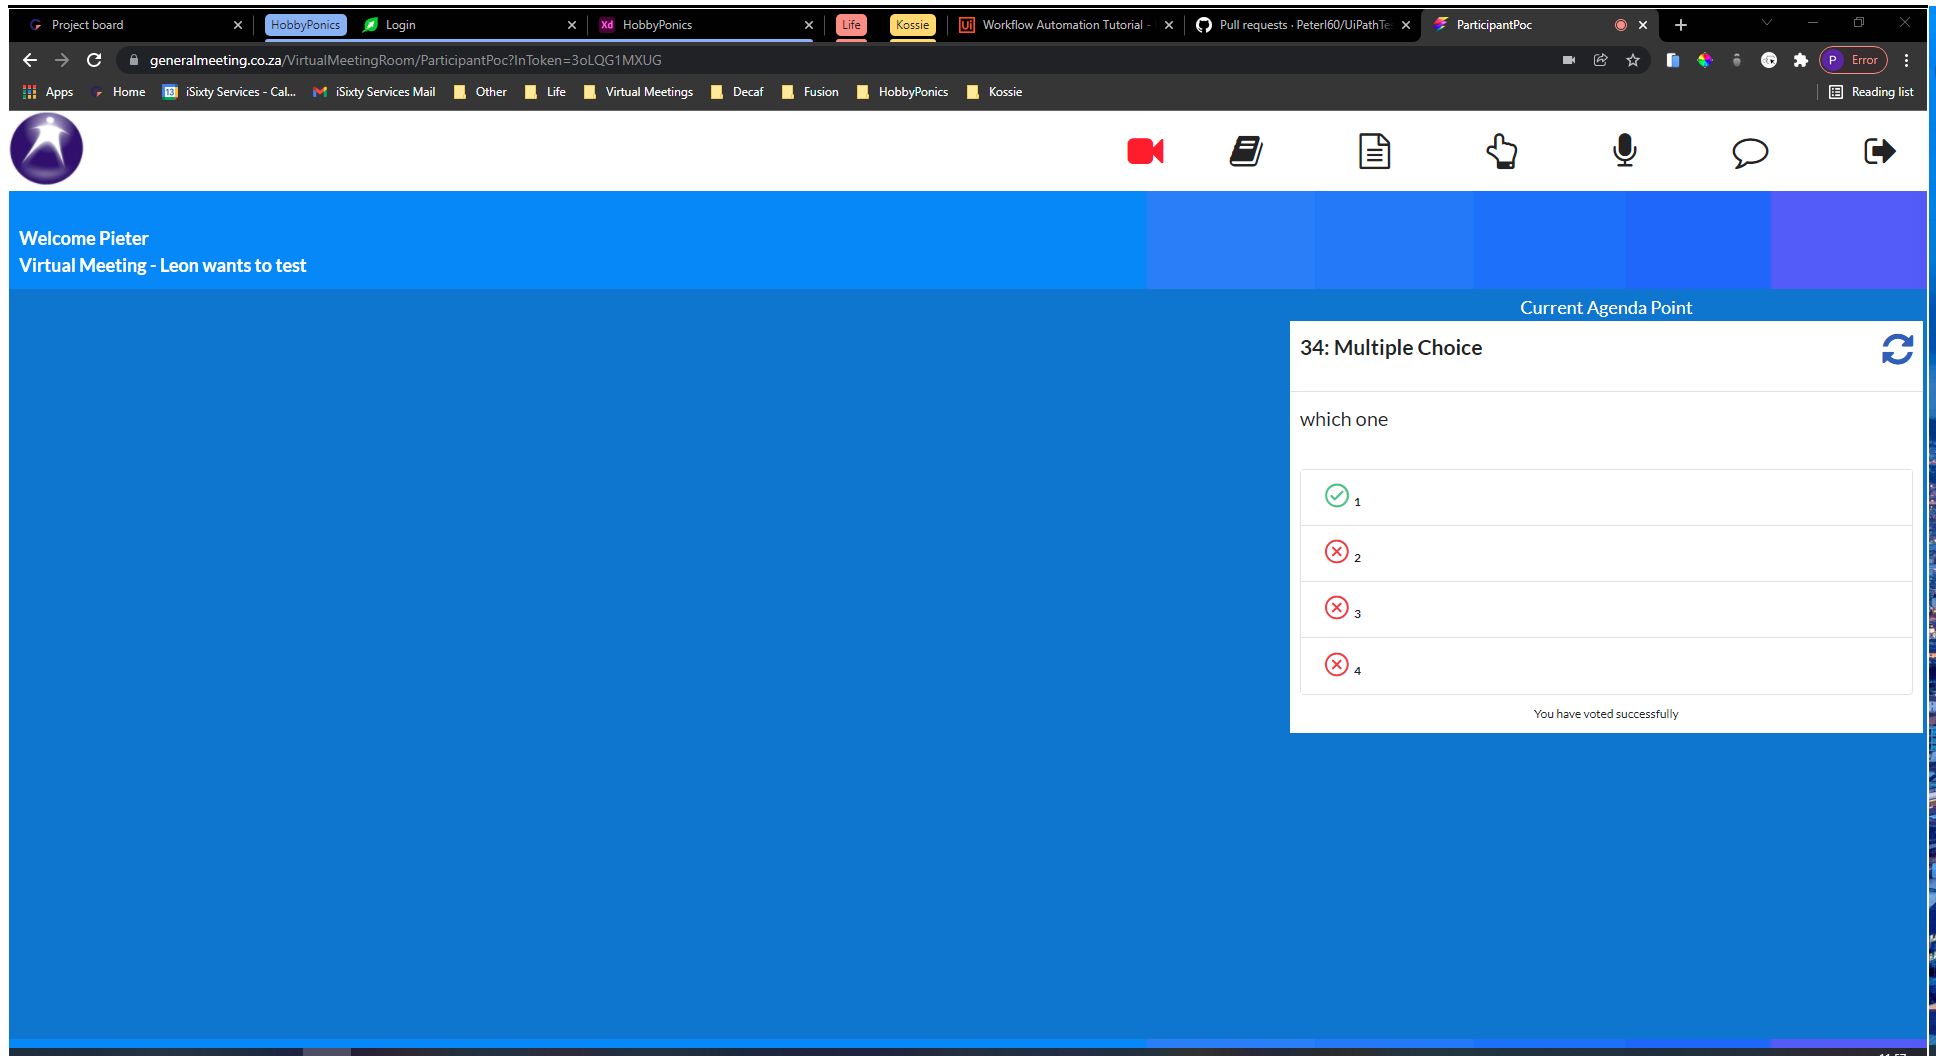 Project board
HobbyPonics
Login
Xd
HobbyPonics
Life
Kossie
Ui
Workflow Automation Tutorial -
Pull requests · Peterl60/UiPathTe
ParticipantPoc
generalmeeting.co.za/VirtualMeetingRoom/ParticipantPoc?InToken=3oLQG1MXUG
P
Error
Apps
Home
13
iSixty Services - Cal...
iSixty Services Mail
Other
Life
Virtual Meetings
Decaf
Fusion
HobbyPonics
Kossie
Reading list
Welcome Pieter
Virtual Meeting - Leon wants to test
Current Agenda Point
34: Multiple Choice
which one
1
2
3
4
You have voted successfully